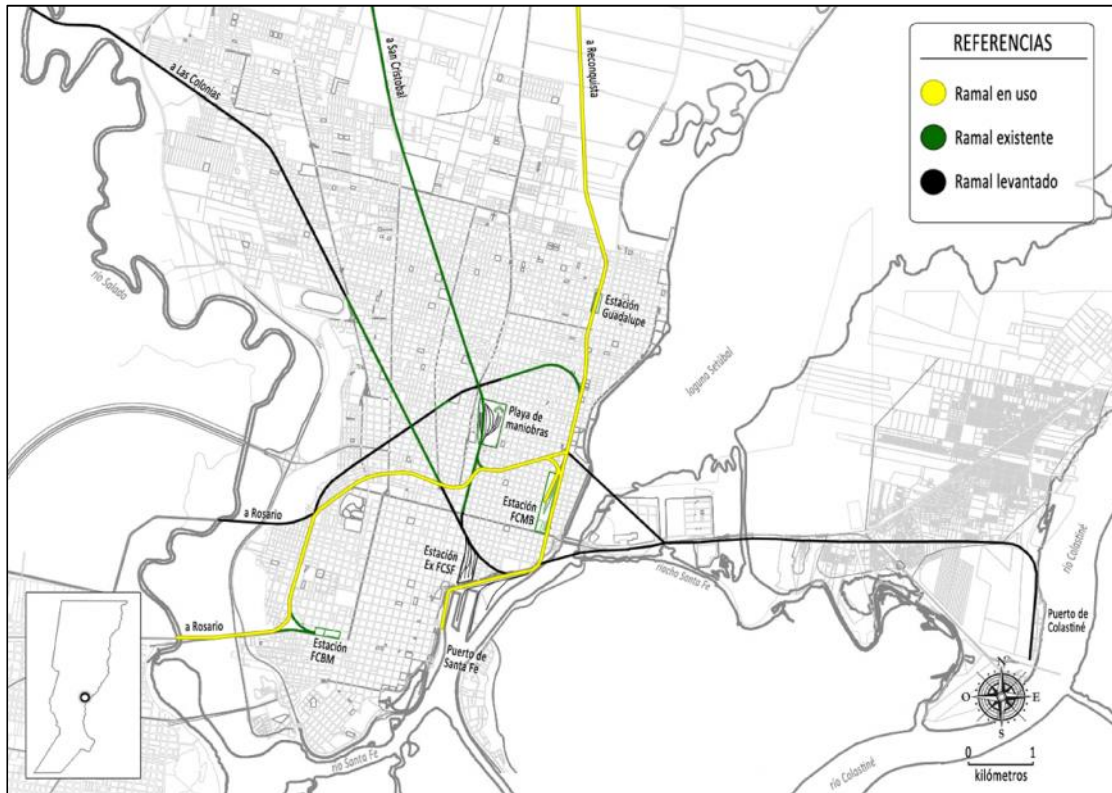 REFERENCIAS
Ramal en uso
Ramal existente
Ramal levantado
a Las Colonias
a San Cristobal
a Reconquista
río Salado
Estación
Guadalupe
laguna Setúbal
Playa de
maniobras
Estación
FCMB
a Rosario
Estación
Ex FCSF
riacho Santa Fe
río Colastiné
Puerto de
Colastiné
a Rosario
Estación
FCBM
Puerto de
Santa Fe
río Santa Fe
río Colastiné
N
O
E
S
0 1
kilómetros